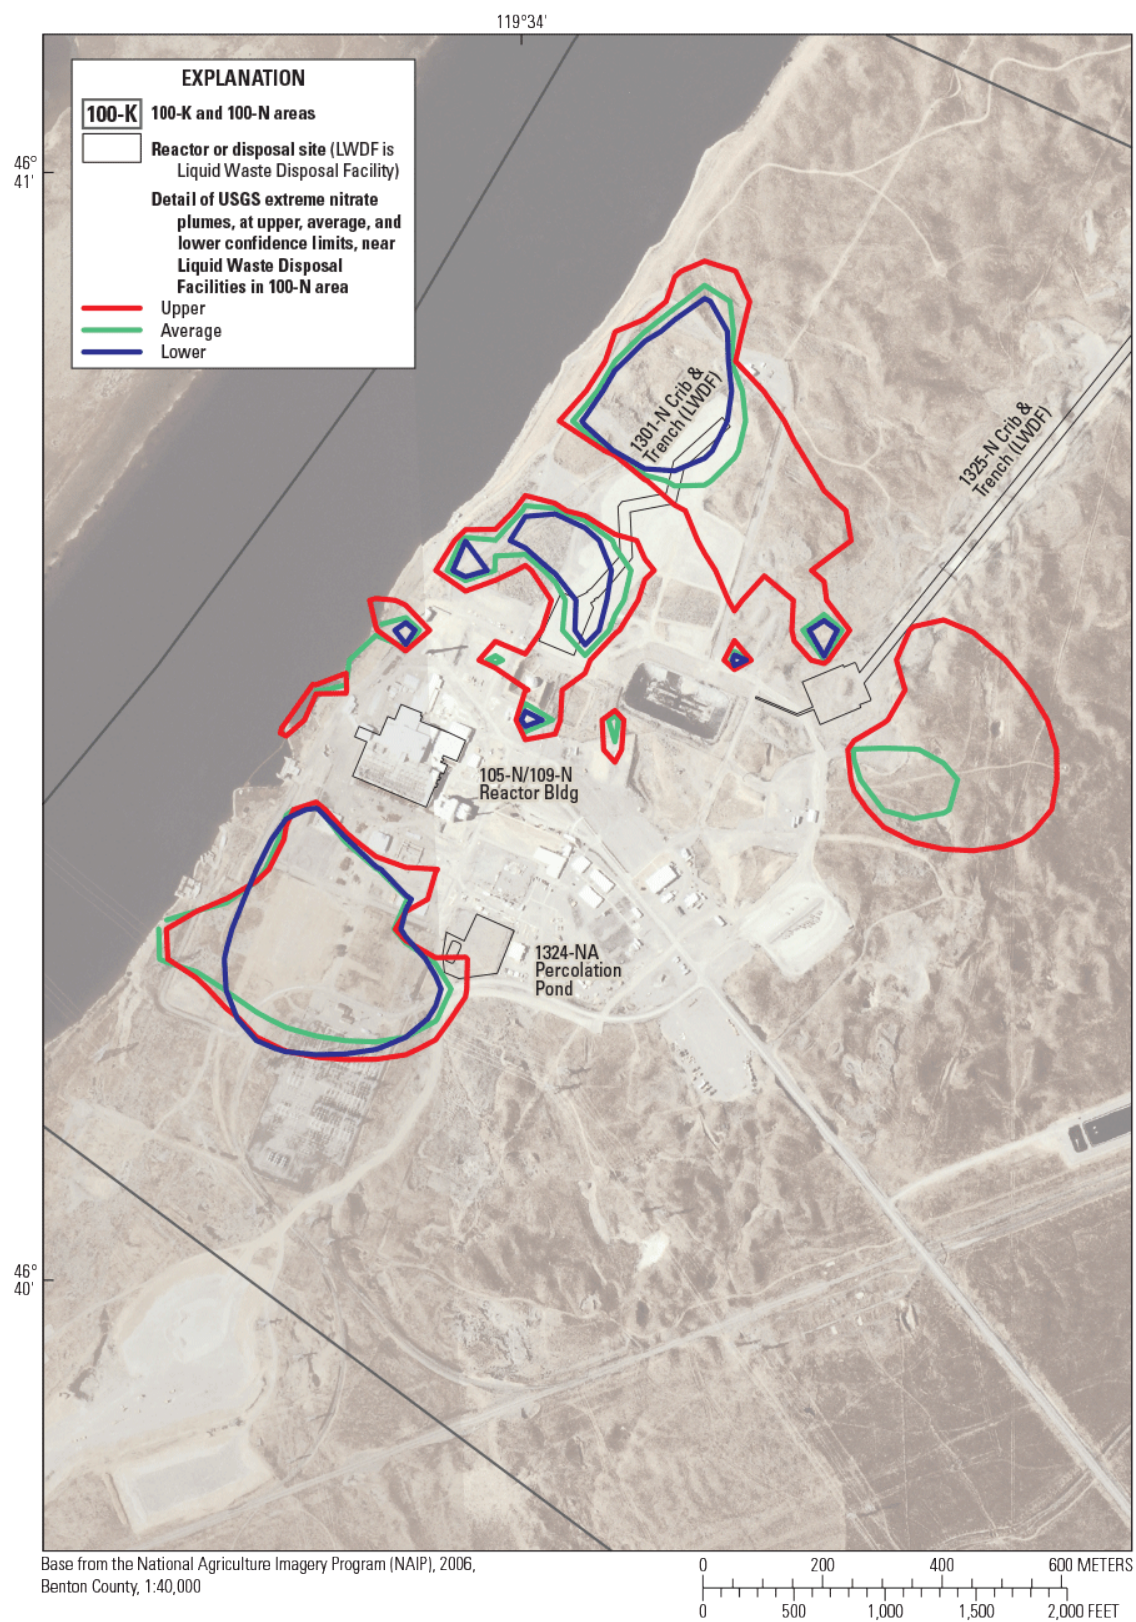 119°34'
46°
41'
EXPLANATION
100-K
100-K and 100-N areas
Reactor or disposal site (LWDF is
Liquid Waste Disposal Facility)
Detail of USGS extreme nitrate
plumes, at upper, average, and
lower confidence limits, near
Liquid Waste Disposal
Facilities in 100-N area
Upper
Average
Lower
1301-N Crib &
Trench (LWDF)
1325-N Crib &
Trench (LWDF)
105-N/109-N
Reactor Bldg
1324-NA
Percolation
Pond
46°
40'
Base from the National Agriculture Imagery Program (NAIP), 2006,
Benton County, 1:40,000
0 200 400 600 METERS
0 500 1,000 1,500 2,000 FEET